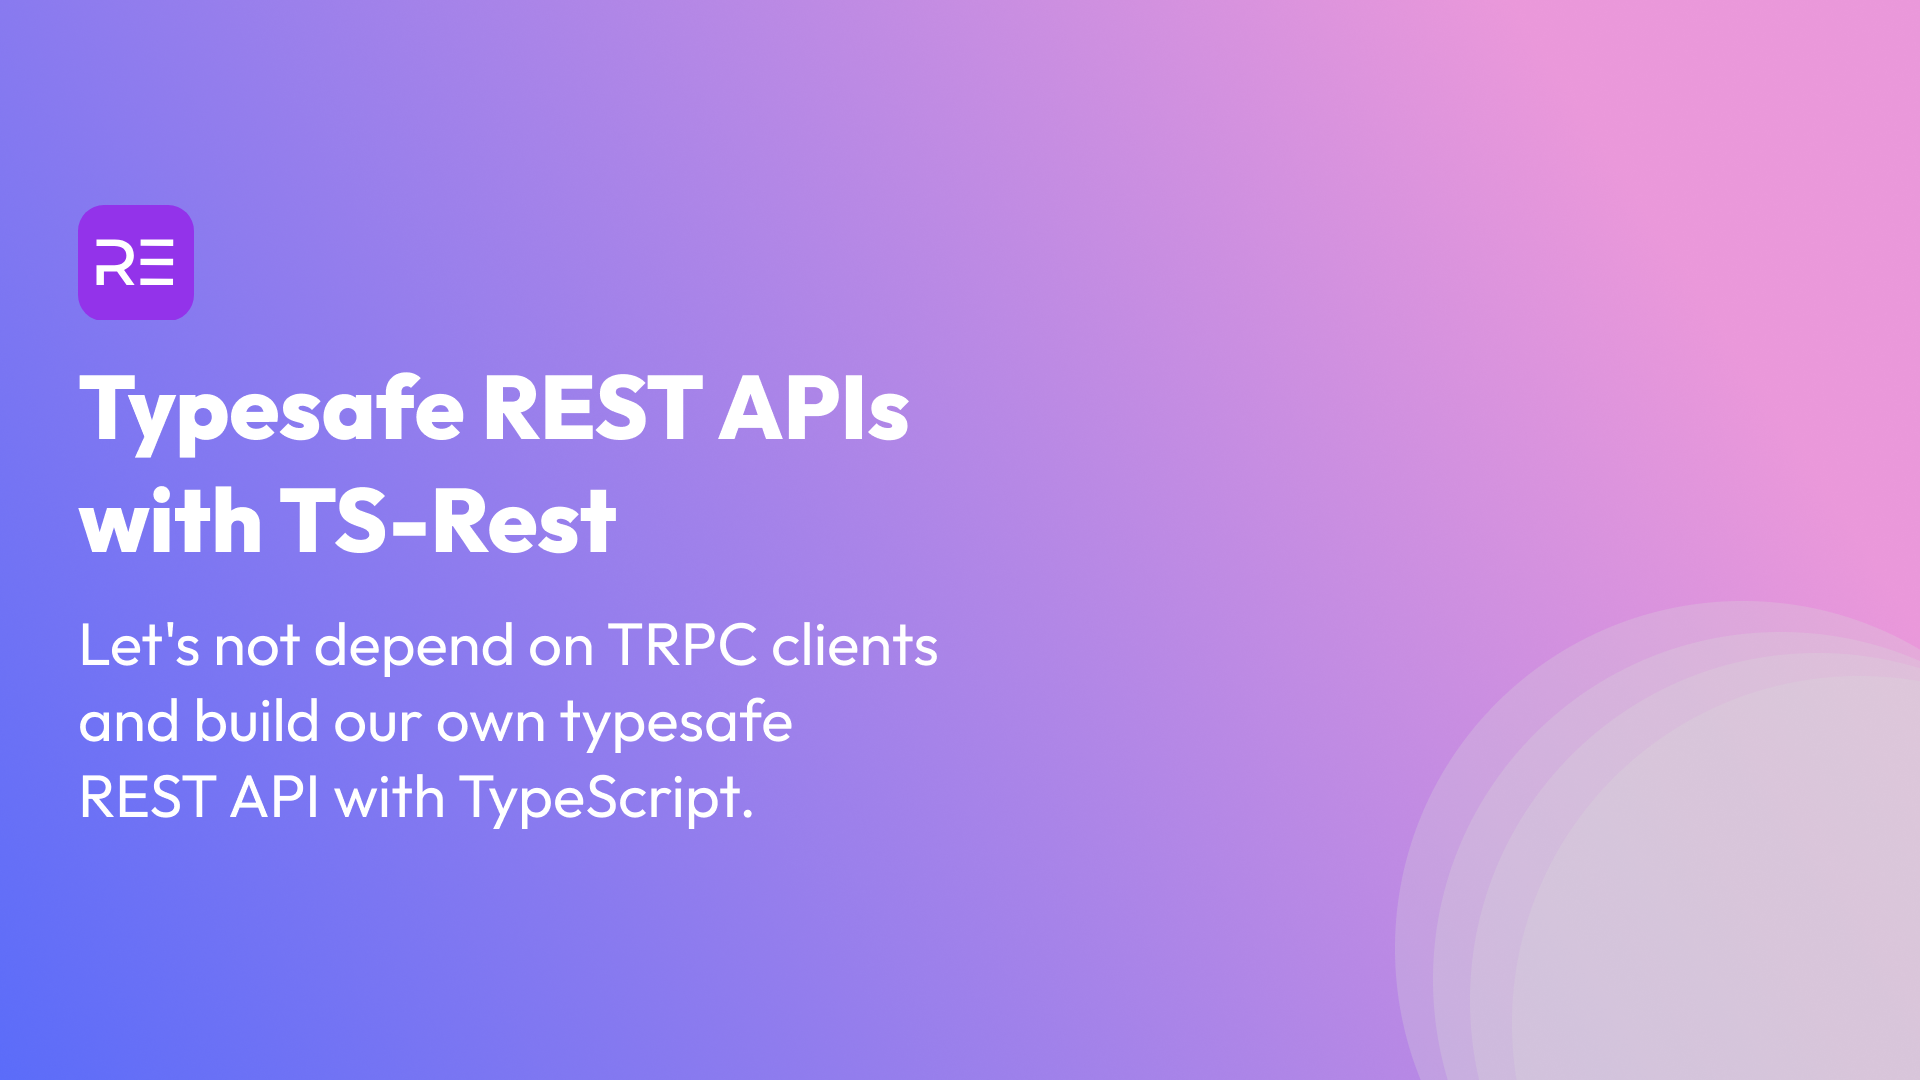 RE
Typesafe REST APIs
with TS-Rest
Let's not depend on TRPC clients
and build our own typesafe
REST API with TypeScript.